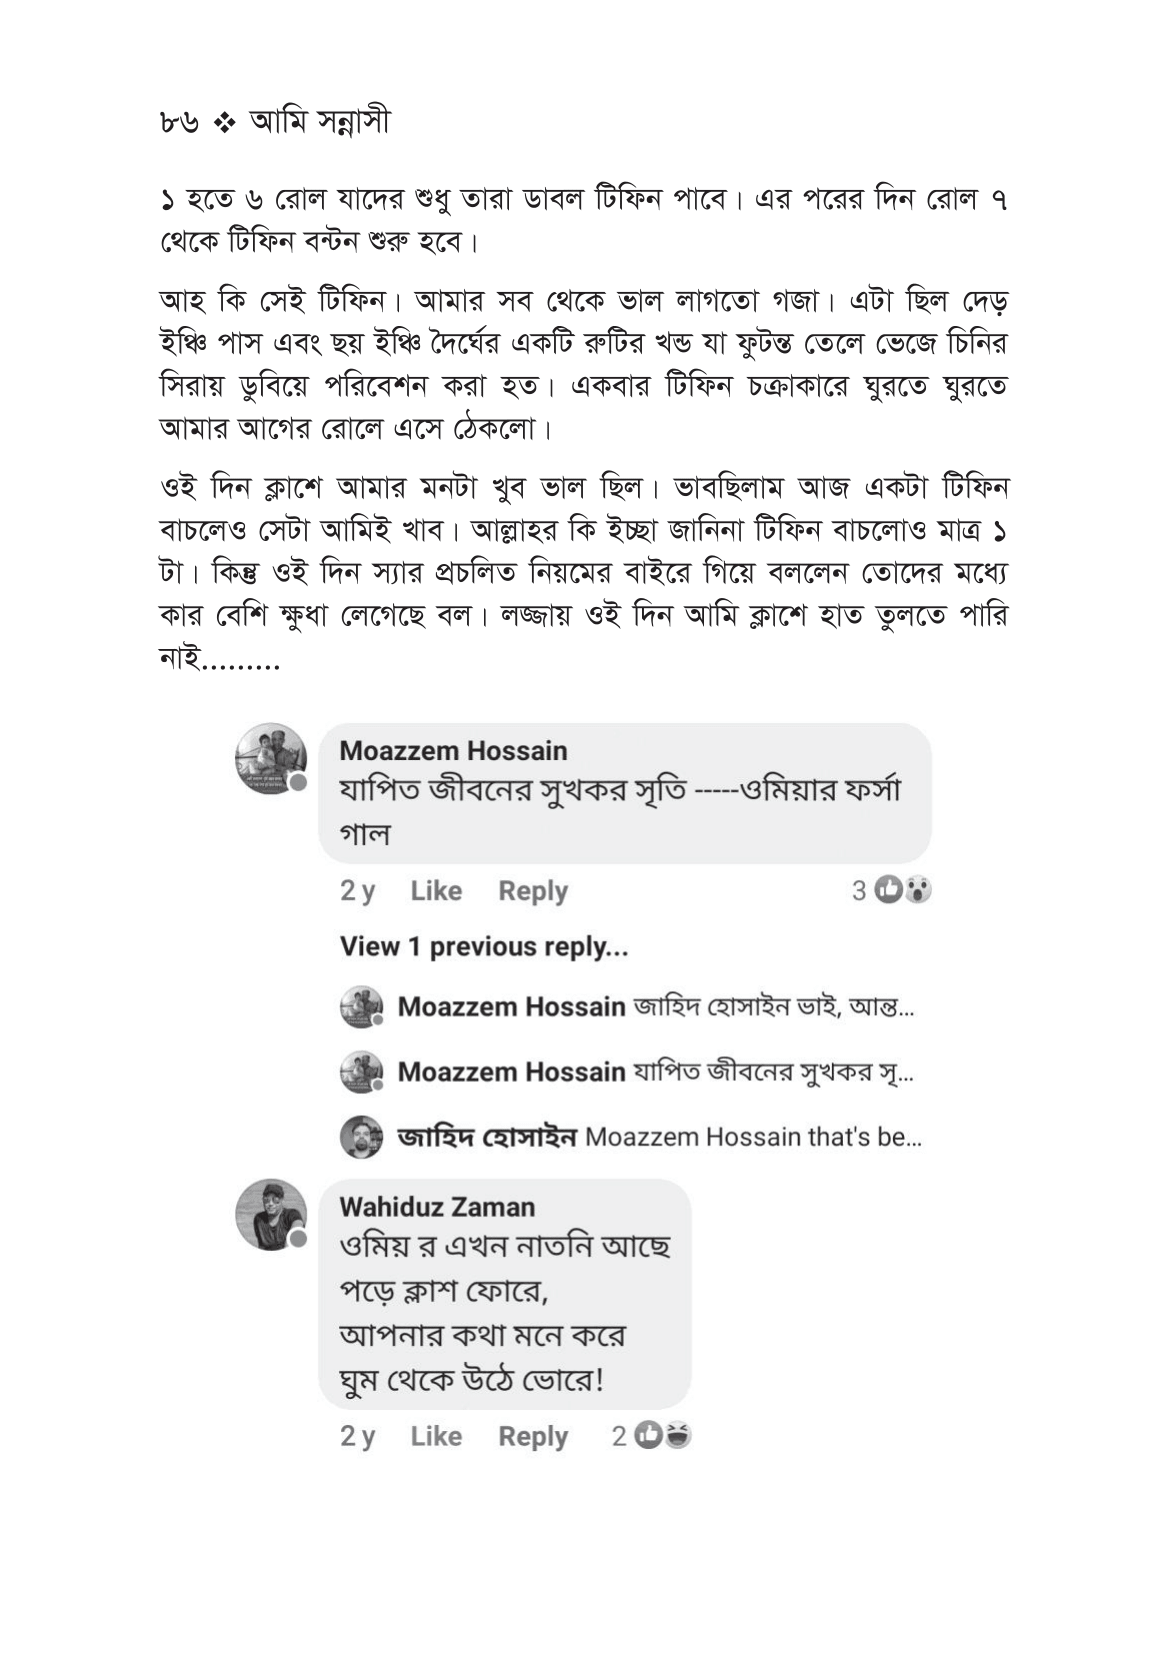 ৮৬ ❖ আমি সন্নাসী
১ হতে ৬ রোল যাদের শুধু তারা ডাবল টিফিন পাবে। এর পরের দিন রোল ৭
থেকে টিফিন বন্টন শুরু হবে।
আহ কি সেই টিফিন। আমার সব থেকে ভাল লাগতো গজা। এটা ছিল দেড়
ইঞ্চি পাস এবং ছয় ইঞ্চি দৈর্ঘের একটি রুটির খন্ড যা ফুটন্ত তেলে ভেজে চিনির
সিরায় ডুবিয়ে পরিবেশন করা হত। একবার টিফিন চক্রাকারে ঘুরতে ঘুরতে
আমার আগের রোলে এসে ঠেকলো।
ওই দিন ক্লাশে আমার মনটা খুব ভাল ছিল। ভাবছিলাম আজ একটা টিফিন
বাচলেও সেটা আমিই খাব। আল্লাহর কি ইচ্ছা জানিনা টিফিন বাচলোও মাত্র ১
টা। কিন্তু ওই দিন স্যার প্রচলিত নিয়মের বাইরে গিয়ে বললেন তোদের মধ্যে
কার বেশি ক্ষুধা লেগেছে বল। লজ্জায় ওই দিন আমি ক্লাশে হাত তুলতে পারি
নাই.........
Moazzem Hossain
যাপিত জীবনের সুখকর সৃতি -----ওমিয়ার ফর্সা
গাল
2 y Like Reply 3
View 1 previous reply...
Moazzem Hossain জাহিদ হোসাইন ভাই, আন্ত...
Moazzem Hossain যাপিত জীবনের সুখকর সৃ...
জাহিদ হোসাইন Moazzem Hossain that's be...
Wahiduz Zaman
ওমিয় র এখন নাতনি আছে
পড়ে ক্লাশ ফোরে,
আপনার কথা মনে করে
ঘুম থেকে উঠে ভোরে!
2 y Like Reply 2